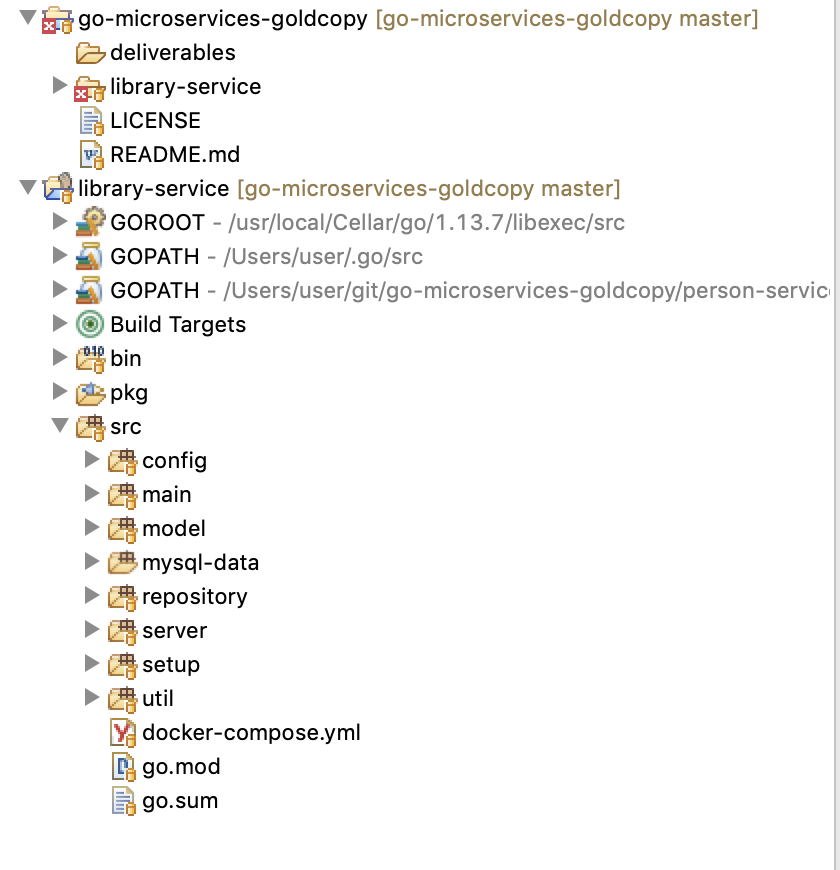 go-microservices-goldcopy [go-microservices-goldcopy master]
deliverables
library-service
LICENSE
README.md
library-service [go-microservices-goldcopy master]
GOROOT - /usr/local/Cellar/go/1.13.7/libexec/src
GOPATH - /Users/user/.go/src
GOPATH - /Users/user/git/go-microservices-goldcopy/person-servic
Build Targets
bin
pkg
src
config
main
model
mysql-data
repository
server
setup
util
docker-compose.yml
go.mod
go.sum